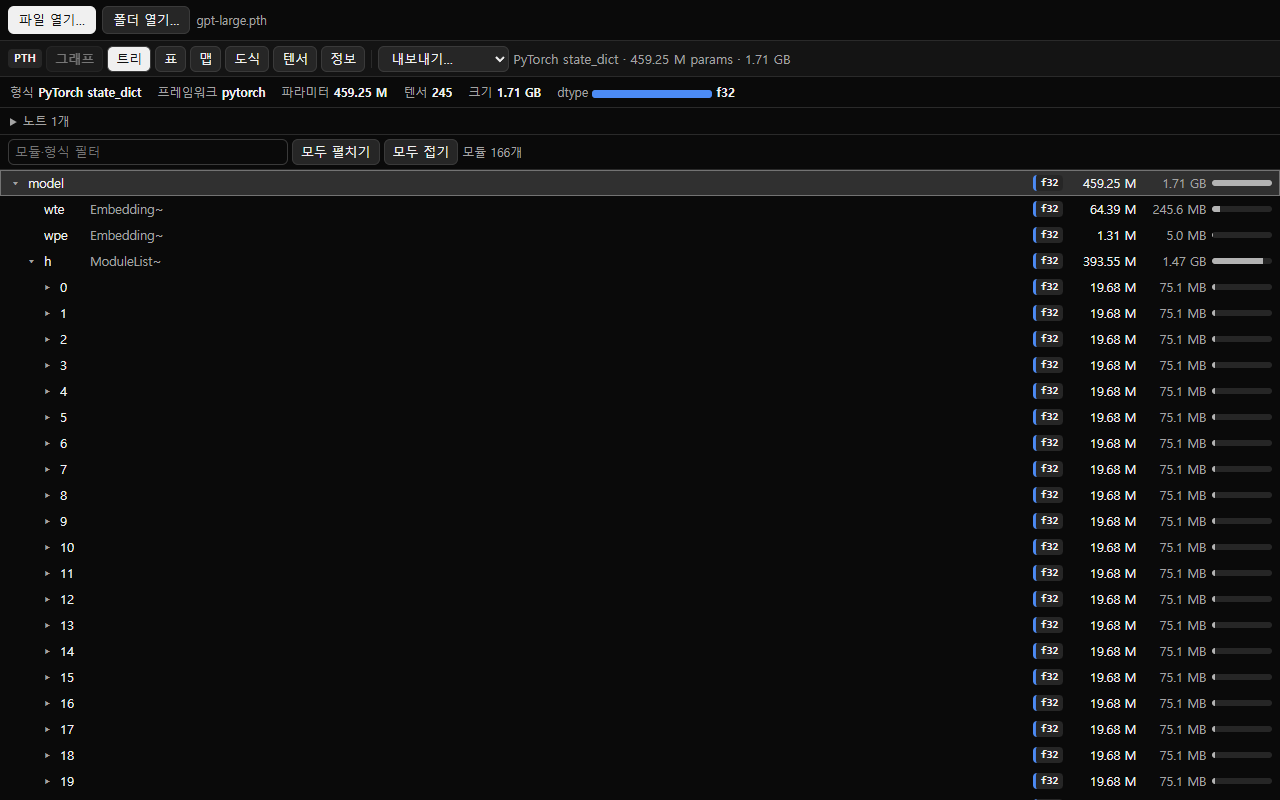 파일 열기... 폴더 열기... gpt-large.pth
PTH 그래프 트리 표 맵 도식 텐서 정보 내보내기... PyTorch state_dict · 459.25 M params · 1.71 GB
형식 PyTorch state_dict 프레임워크 pytorch 파라미터 459.25 M 텐서 245 크기 1.71 GB dtype f32
▶ 노트 1개
모듈·형식 필터 모두 펼치기 모두 접기 모듈 166개
▾ model f32 459.25 M 1.71 GB
wte Embedding~ f32 64.39 M 245.6 MB
wpe Embedding~ f32 1.31 M 5.0 MB
▾ h ModuleList~ f32 393.55 M 1.47 GB
▸ 0 f32 19.68 M 75.1 MB
▸ 1 f32 19.68 M 75.1 MB
▸ 2 f32 19.68 M 75.1 MB
▸ 3 f32 19.68 M 75.1 MB
▸ 4 f32 19.68 M 75.1 MB
▸ 5 f32 19.68 M 75.1 MB
▸ 6 f32 19.68 M 75.1 MB
▸ 7 f32 19.68 M 75.1 MB
▸ 8 f32 19.68 M 75.1 MB
▸ 9 f32 19.68 M 75.1 MB
▸ 10 f32 19.68 M 75.1 MB
▸ 11 f32 19.68 M 75.1 MB
▸ 12 f32 19.68 M 75.1 MB
▸ 13 f32 19.68 M 75.1 MB
▸ 14 f32 19.68 M 75.1 MB
▸ 15 f32 19.68 M 75.1 MB
▸ 16 f32 19.68 M 75.1 MB
▸ 17 f32 19.68 M 75.1 MB
▸ 18 f32 19.68 M 75.1 MB
▸ 19 f32 19.68 M 75.1 MB